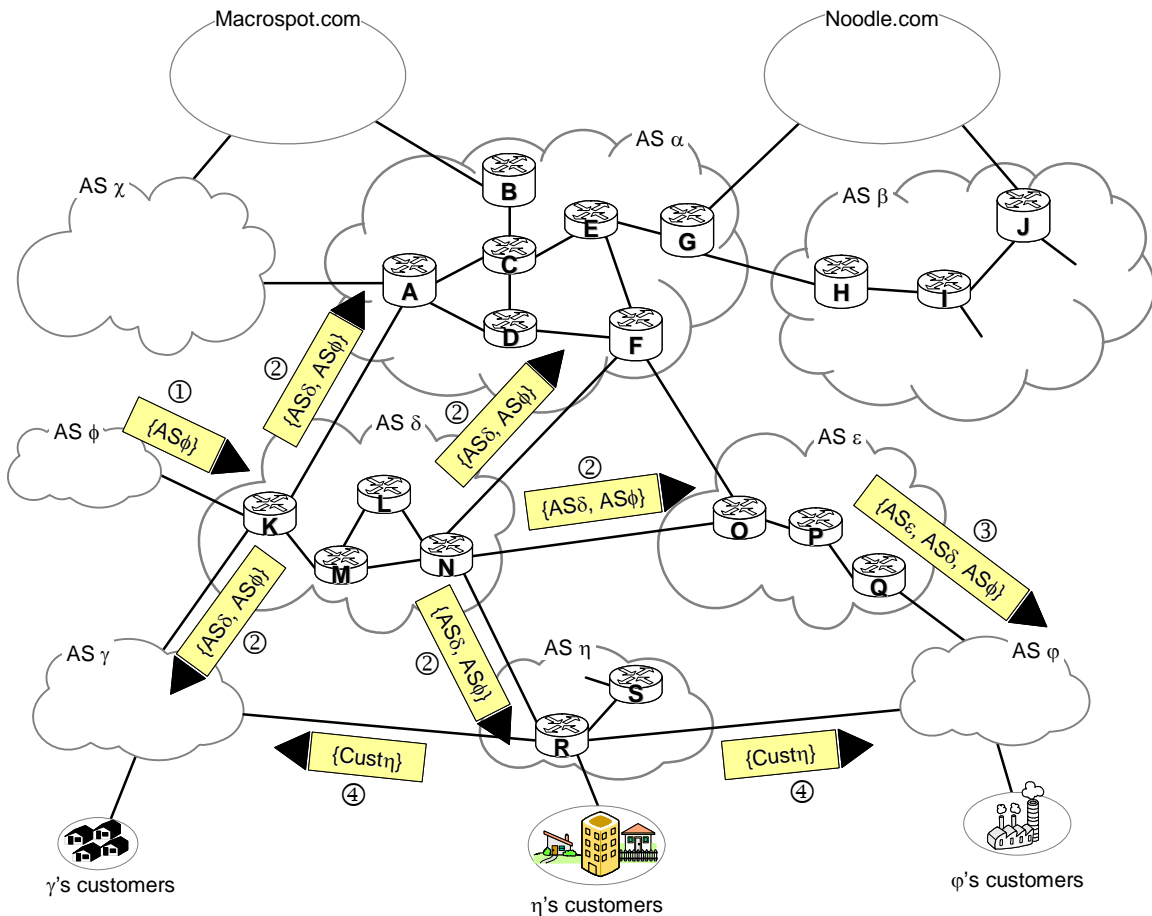 Macrospot.com
Noodle.com
AS α
AS χ
AS β
B
E
G
J
C
A
H
I
D
F
②
{ASδ, ASϕ}
①
{ASϕ}
②
{ASδ, ASϕ}
AS ϕ
AS δ
AS ε
②
{ASδ, ASϕ}
③
{ASε, ASδ, ASϕ}
K
L
M
N
O
P
Q
{ASδ, ASϕ}
②
{ASδ, ASϕ}
②
AS γ
AS η
AS φ
S
R
{Custη}
④
{Custη}
④
γ's customers
η's customers
φ's customers